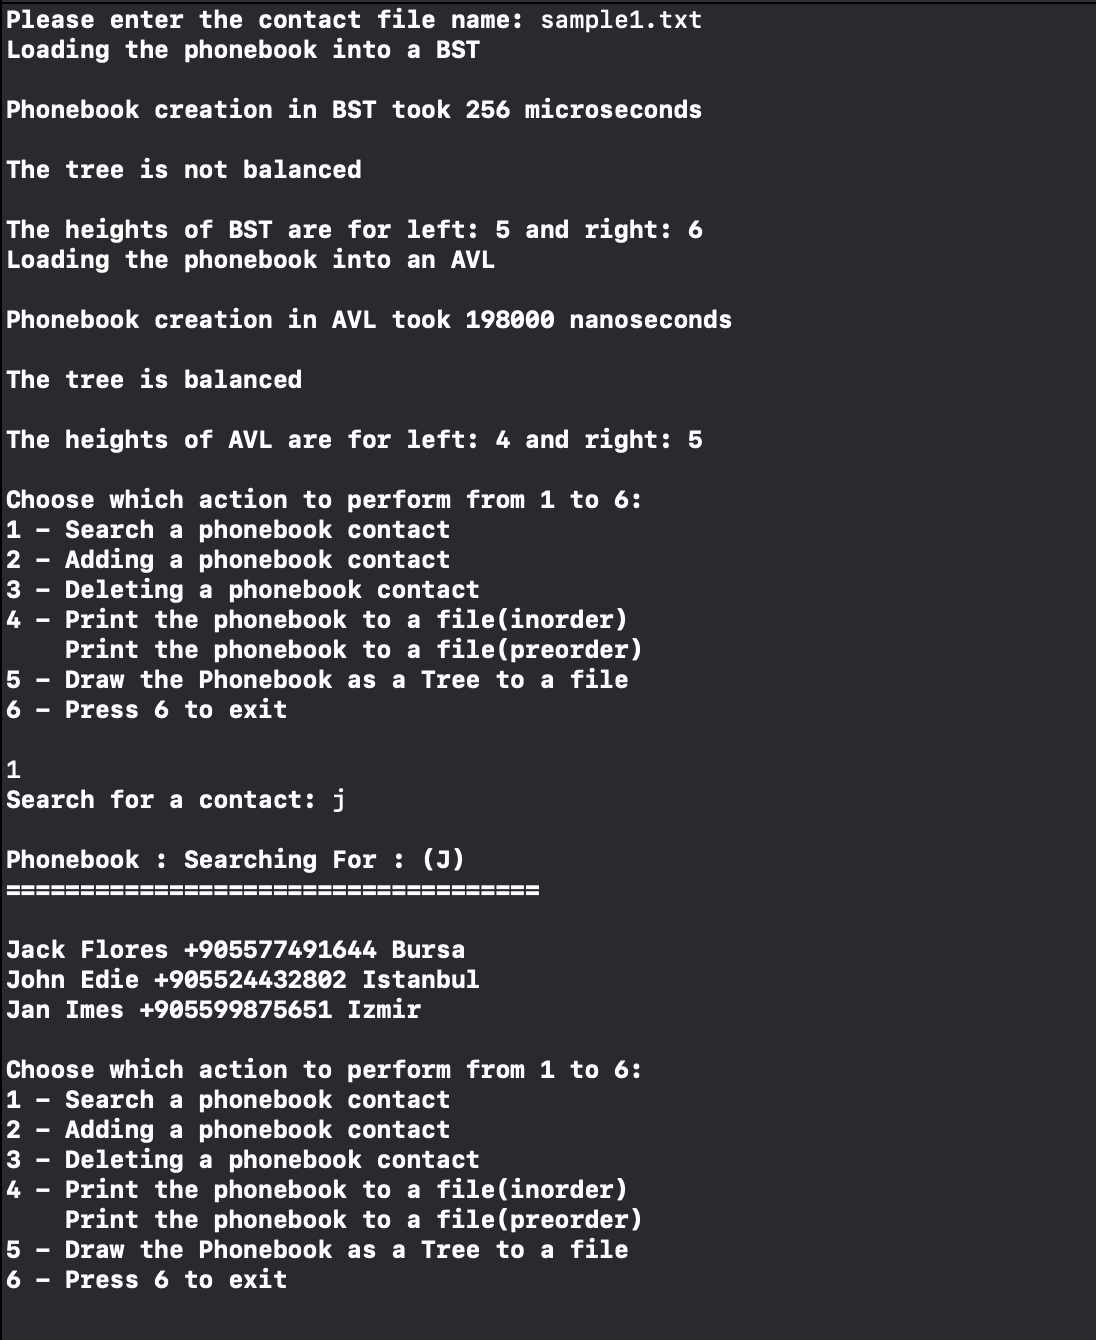 Please enter the contact file name: sample1.txt
Loading the phonebook into a BST
Phonebook creation in BST took 256 microseconds
The tree is not balanced
The heights of BST are for left: 5 and right: 6
Loading the phonebook into an AVL
Phonebook creation in AVL took 198000 nanoseconds
The tree is balanced
The heights of AVL are for left: 4 and right: 5
Choose which action to perform from 1 to 6:
1 – Search a phonebook contact
2 – Adding a phonebook contact
3 – Deleting a phonebook contact
4 – Print the phonebook to a file(inorder)
    Print the phonebook to a file(preorder)
5 – Draw the Phonebook as a Tree to a file
6 – Press 6 to exit
1
Search for a contact: j
Phonebook : Searching For : (J)
====================================
Jack Flores +905577491644 Bursa
John Edie +905524432802 Istanbul
Jan Imes +905599875651 Izmir
Choose which action to perform from 1 to 6:
1 – Search a phonebook contact
2 – Adding a phonebook contact
3 – Deleting a phonebook contact
4 – Print the phonebook to a file(inorder)
    Print the phonebook to a file(preorder)
5 – Draw the Phonebook as a Tree to a file
6 – Press 6 to exit